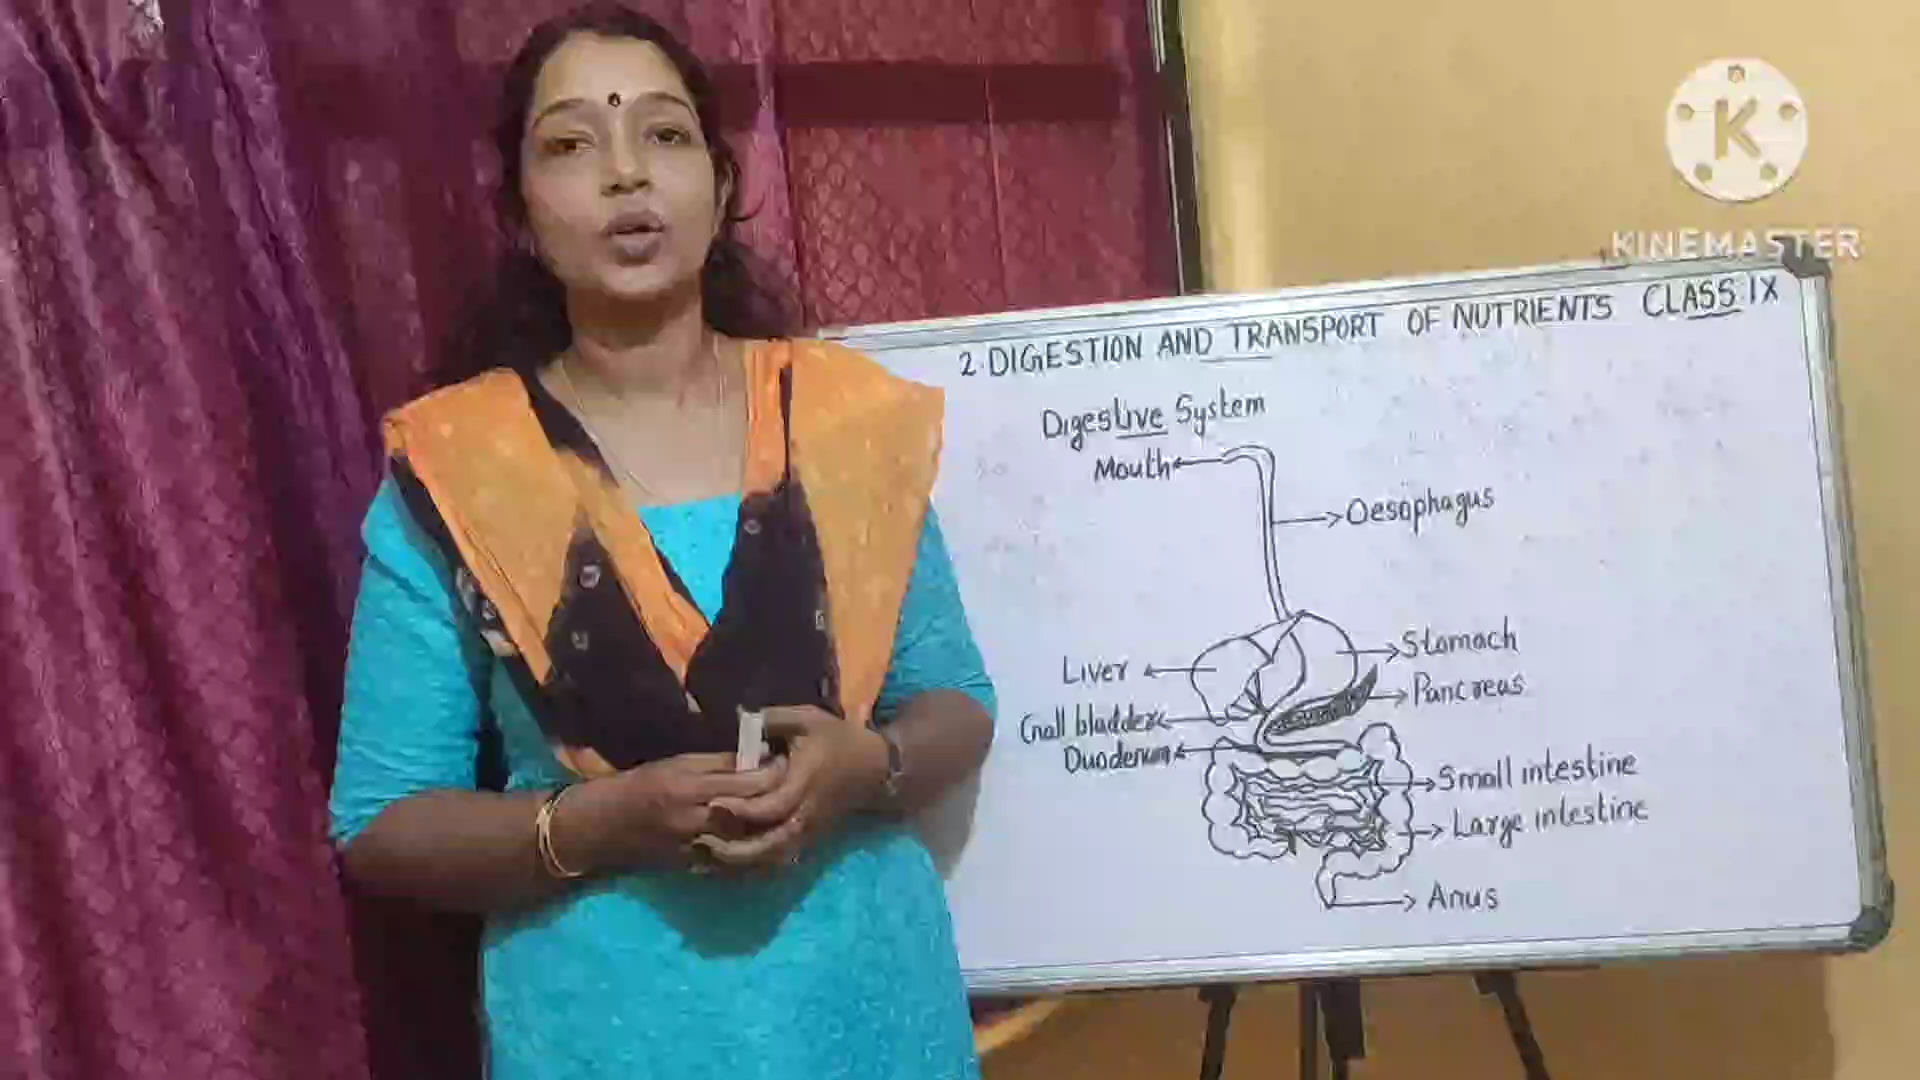 K
KINEMASTER
2. DIGESTION AND TRANSPORT OF NUTRIENTS CLASS IX
Digestive System
Mouth
Oesophagus
Liver
Stomach
Pancreas
Gall bladder
Duodenum
Small intestine
Large intestine
Anus